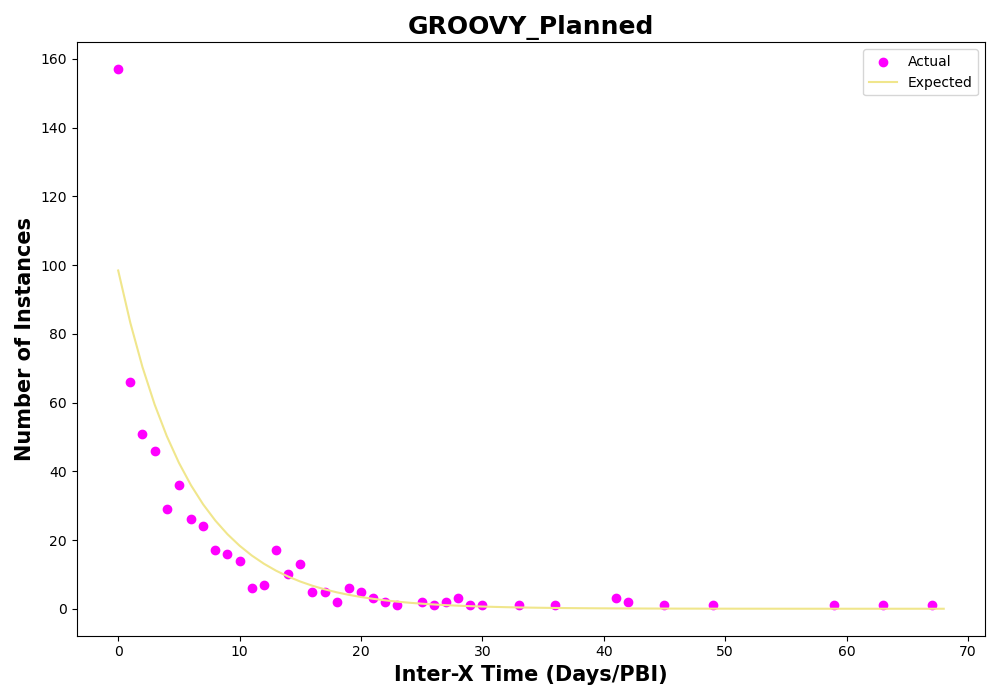 GROOVY_Planned
Actual
Expected
160
140
120
100
80
60
40
20
0
Number of Instances
0 10 20 30 40 50 60 70
Inter-X Time (Days/PBI)